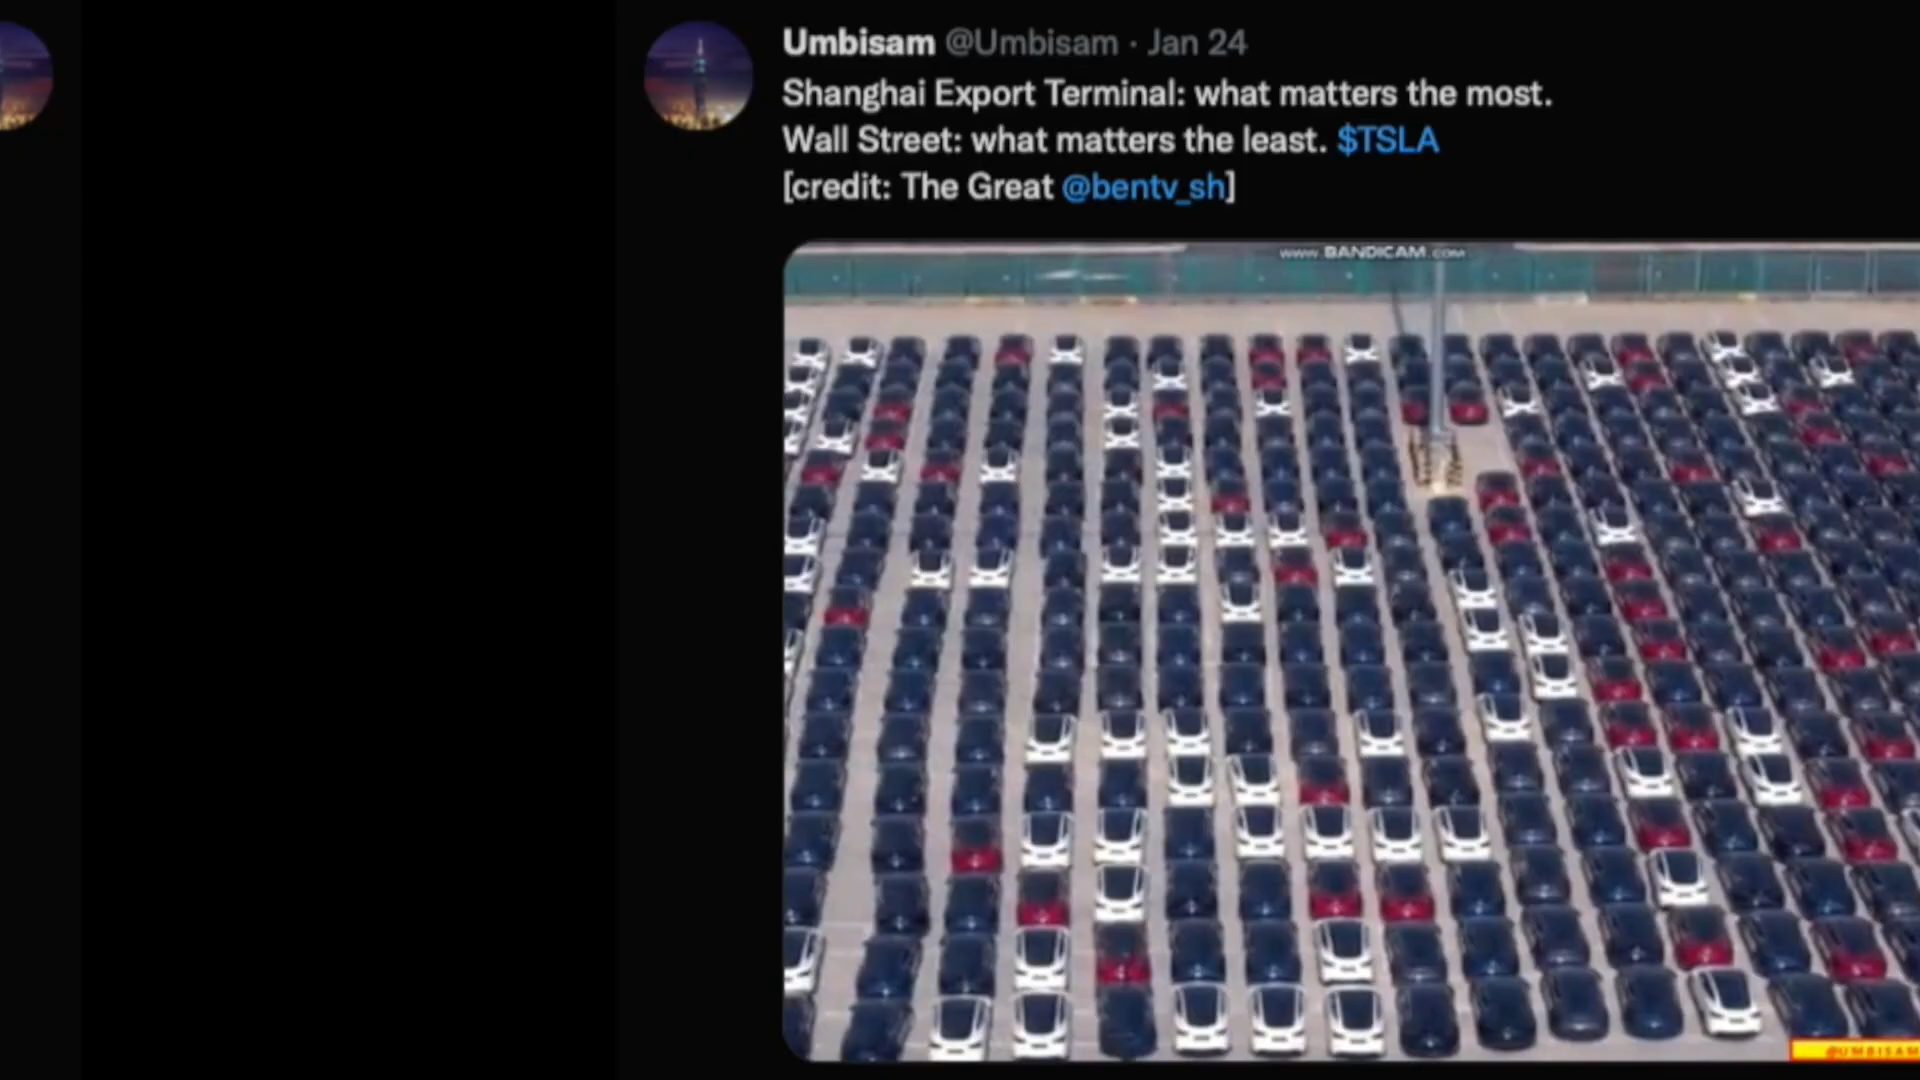 Umbisam @Umbisam · Jan 24
Shanghai Export Terminal: what matters the most.
Wall Street: what matters the least. $TSLA
[credit: The Great @bentv_sh]
www.BANDICAM.com
@UMBISAM